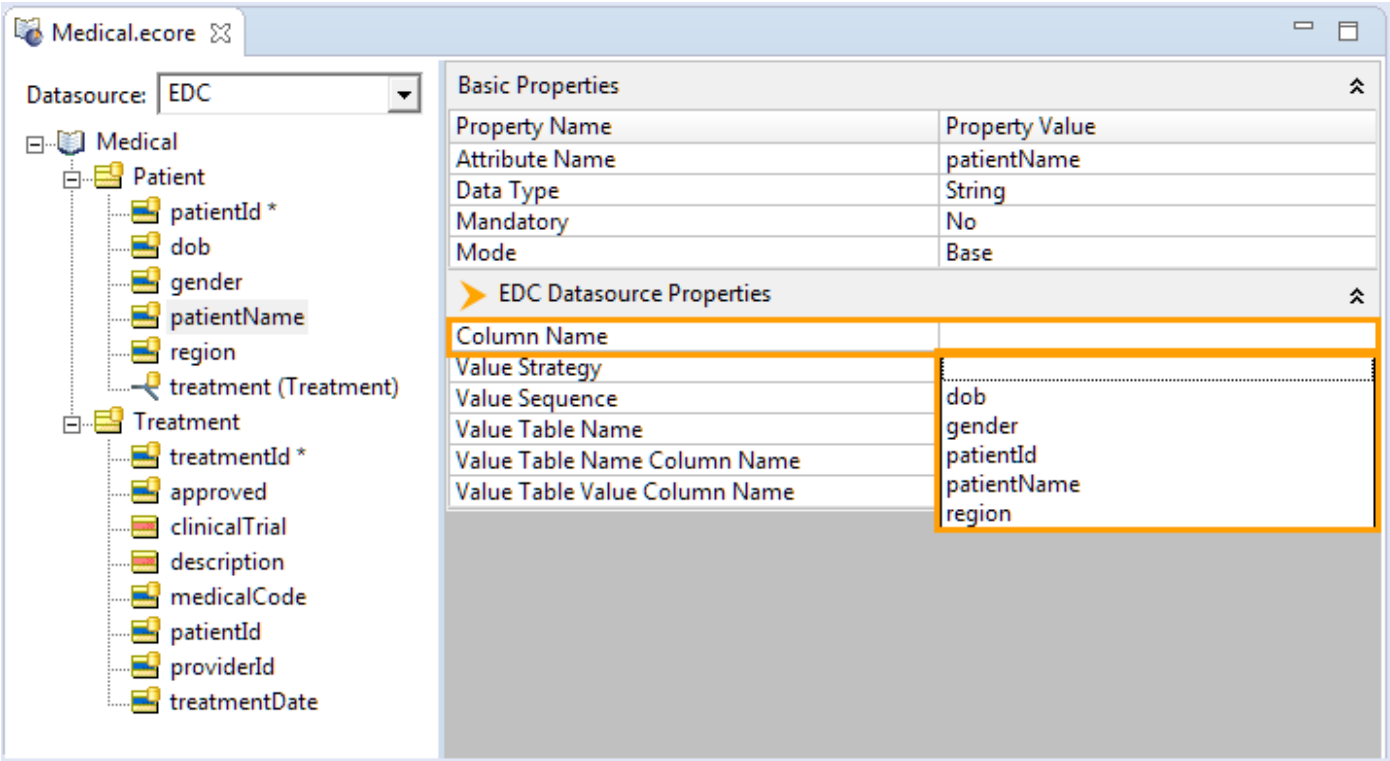 Medical.ecore
Datasource: EDC
Medical
Patient
patientId *
dob
gender
patientName
region
treatment (Treatment)
Treatment
treatmentId *
approved
clinicalTrial
description
medicalCode
patientId
providerId
treatmentDate
Basic Properties
Property Name Property Value
Attribute Name patientName
Data Type String
Mandatory No
Mode Base
EDC Datasource Properties
Column Name
Value Strategy
Value Sequence
Value Table Name
Value Table Name Column Name
Value Table Value Column Name
dob
gender
patientId
patientName
region